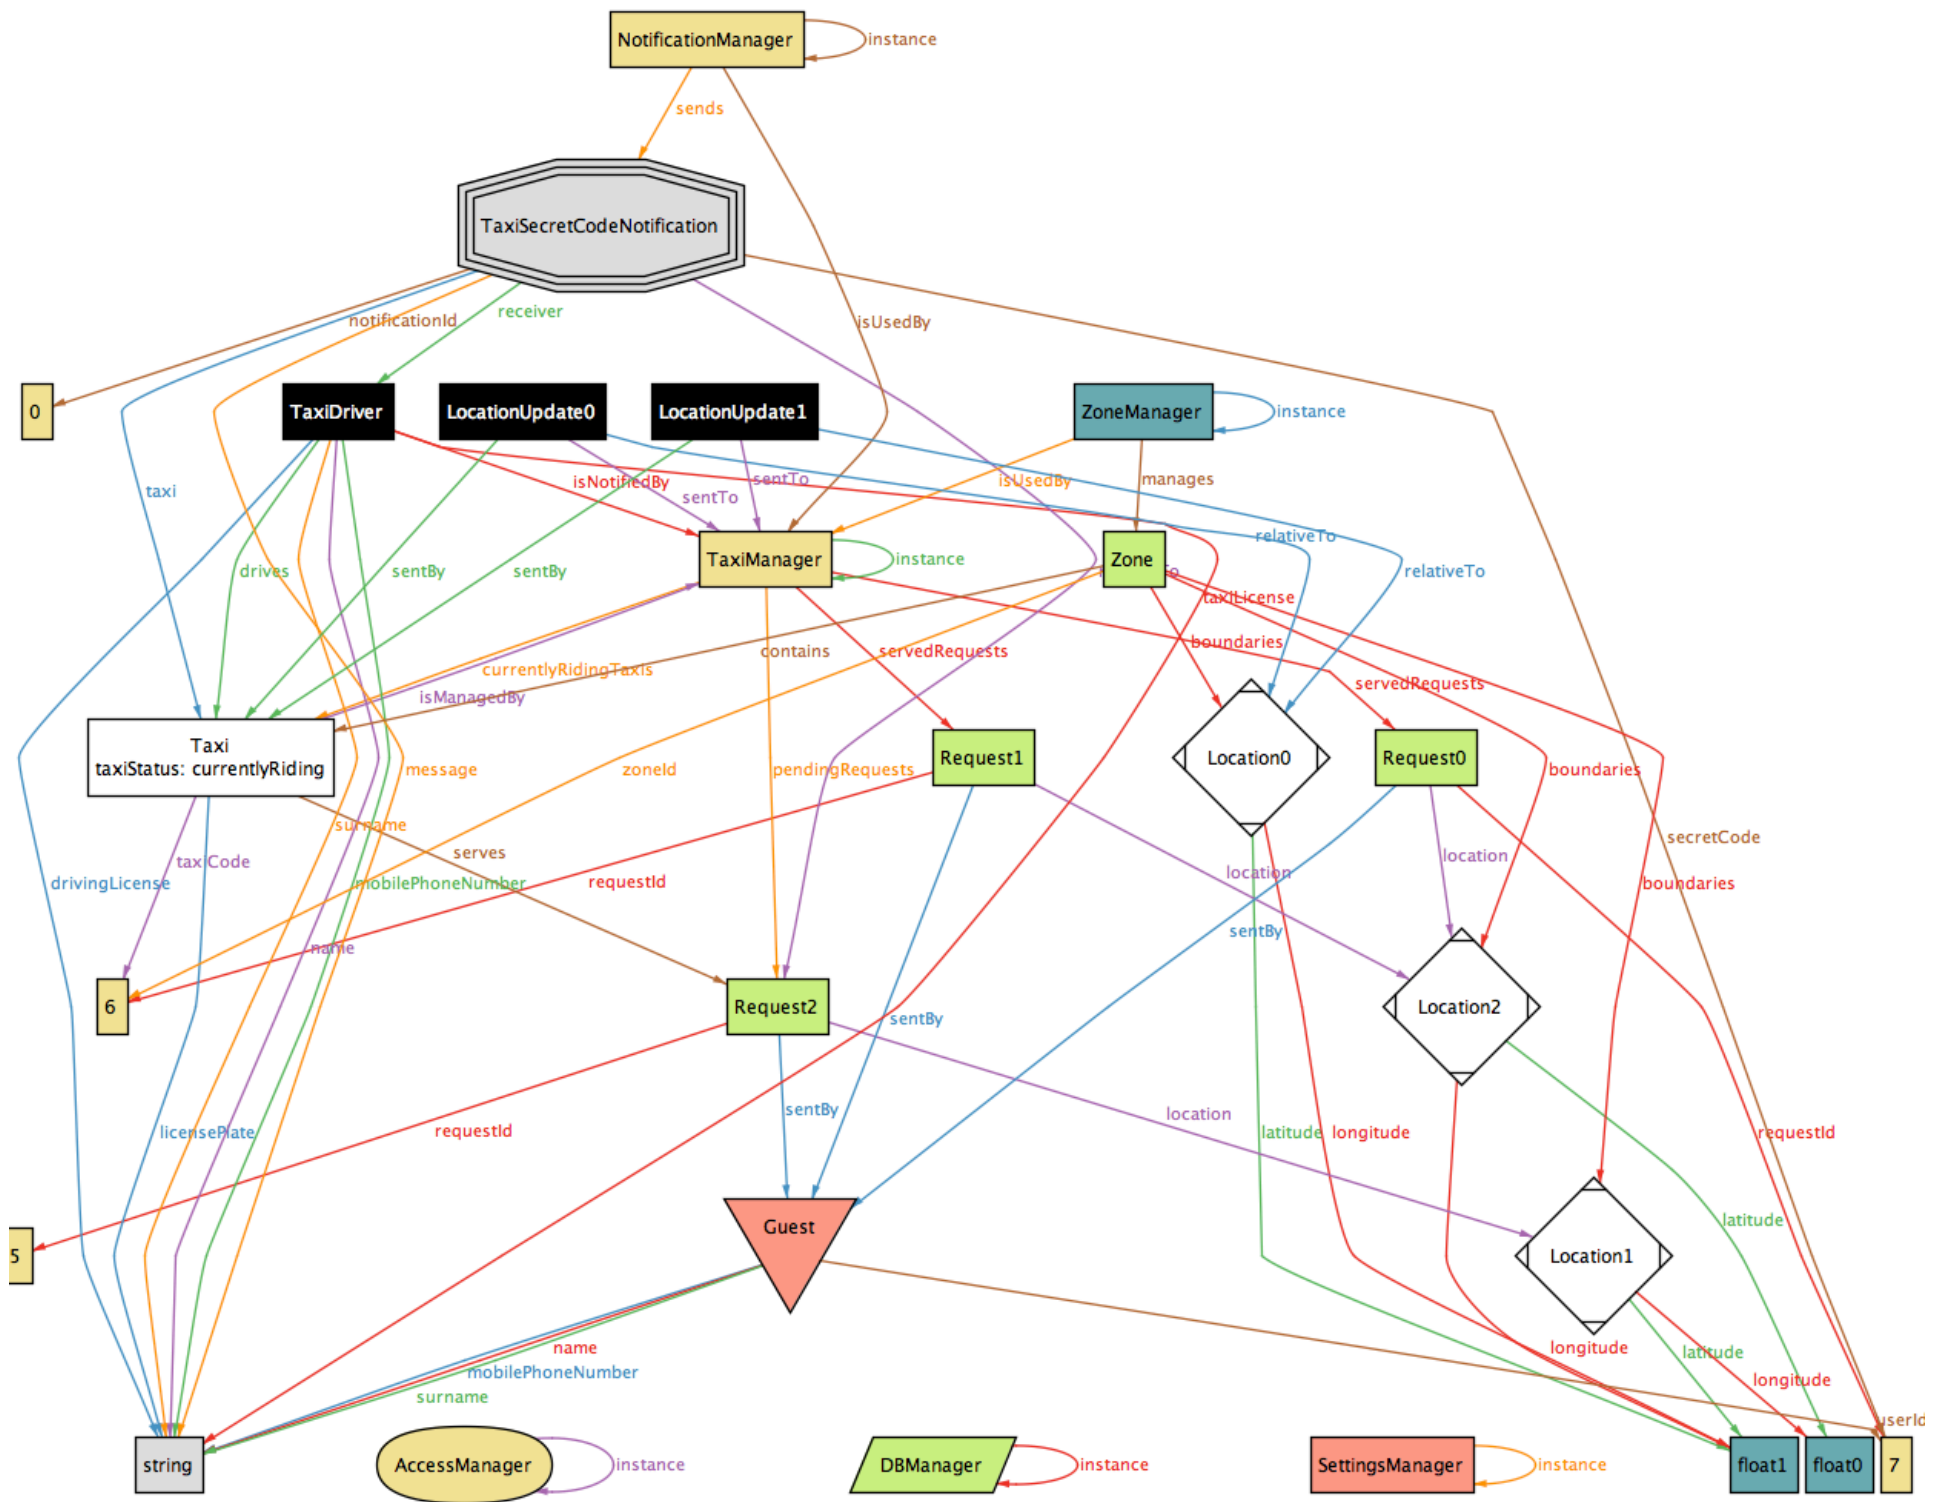 NotificationManager
instance
sends
TaxiSecretCodeNotification
receiver
notificationId
isUsedBy
0
TaxiDriver
LocationUpdate0
LocationUpdate1
ZoneManager
instance
taxi
isNotifiedBy
sentTo
sentTo
isUsedBy
manages
relativeTo
TaxiManager
instance
Zone
drives
sentBy
sentBy
relativeTo
taxiLicense
boundaries
contains
servedRequests
currentlyRidingTaxis
isManagedBy
servedRequests
Taxi
taxiStatus: currentlyRiding
message
zoneId
pendingRequests
Request1
Location0
Request0
boundaries
surname
serves
secretCode
taxiCode
location
location
drivingLicense
mobilePhoneNumber
requestId
boundaries
name
sentBy
6
Request2
sentBy
Location2
licensePlate
requestId
sentBy
location
latitude
longitude
requestId
5
Guest
latitude
Location1
name
mobilePhoneNumber
surname
longitude
latitude
longitude
userId
string
AccessManager
instance
DBManager
instance
SettingsManager
instance
float1
float0
7